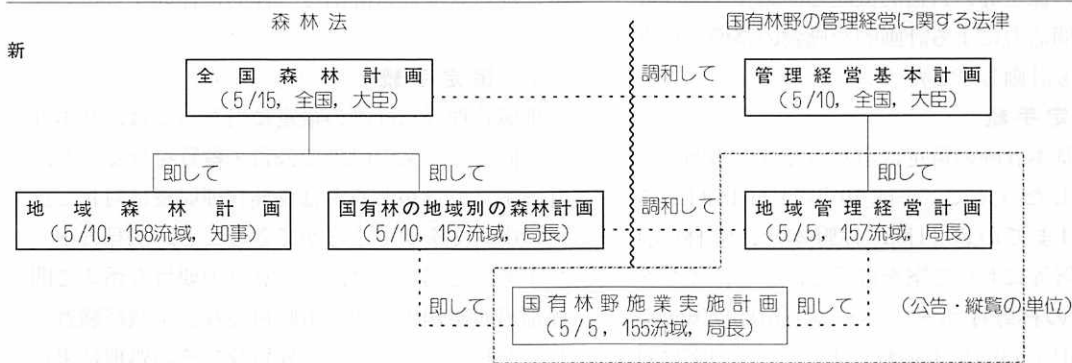 森林法
国有林野の管理経営に関する法律
新
全国森林計画
(5/15, 全国, 大臣)
調和して
管理経営基本計画
(5/10, 全国, 大臣)
即して
即して
即して
地域森林計画
(5/10, 158流域, 知事)
国有林の地域別の森林計画
(5/10, 157流域, 局長)
調和して
地域管理経営計画
(5/5, 157流域, 局長)
即して
国有林野施業実施計画
(5/5, 155流域, 局長)
即して
(公告・縦覧の単位)